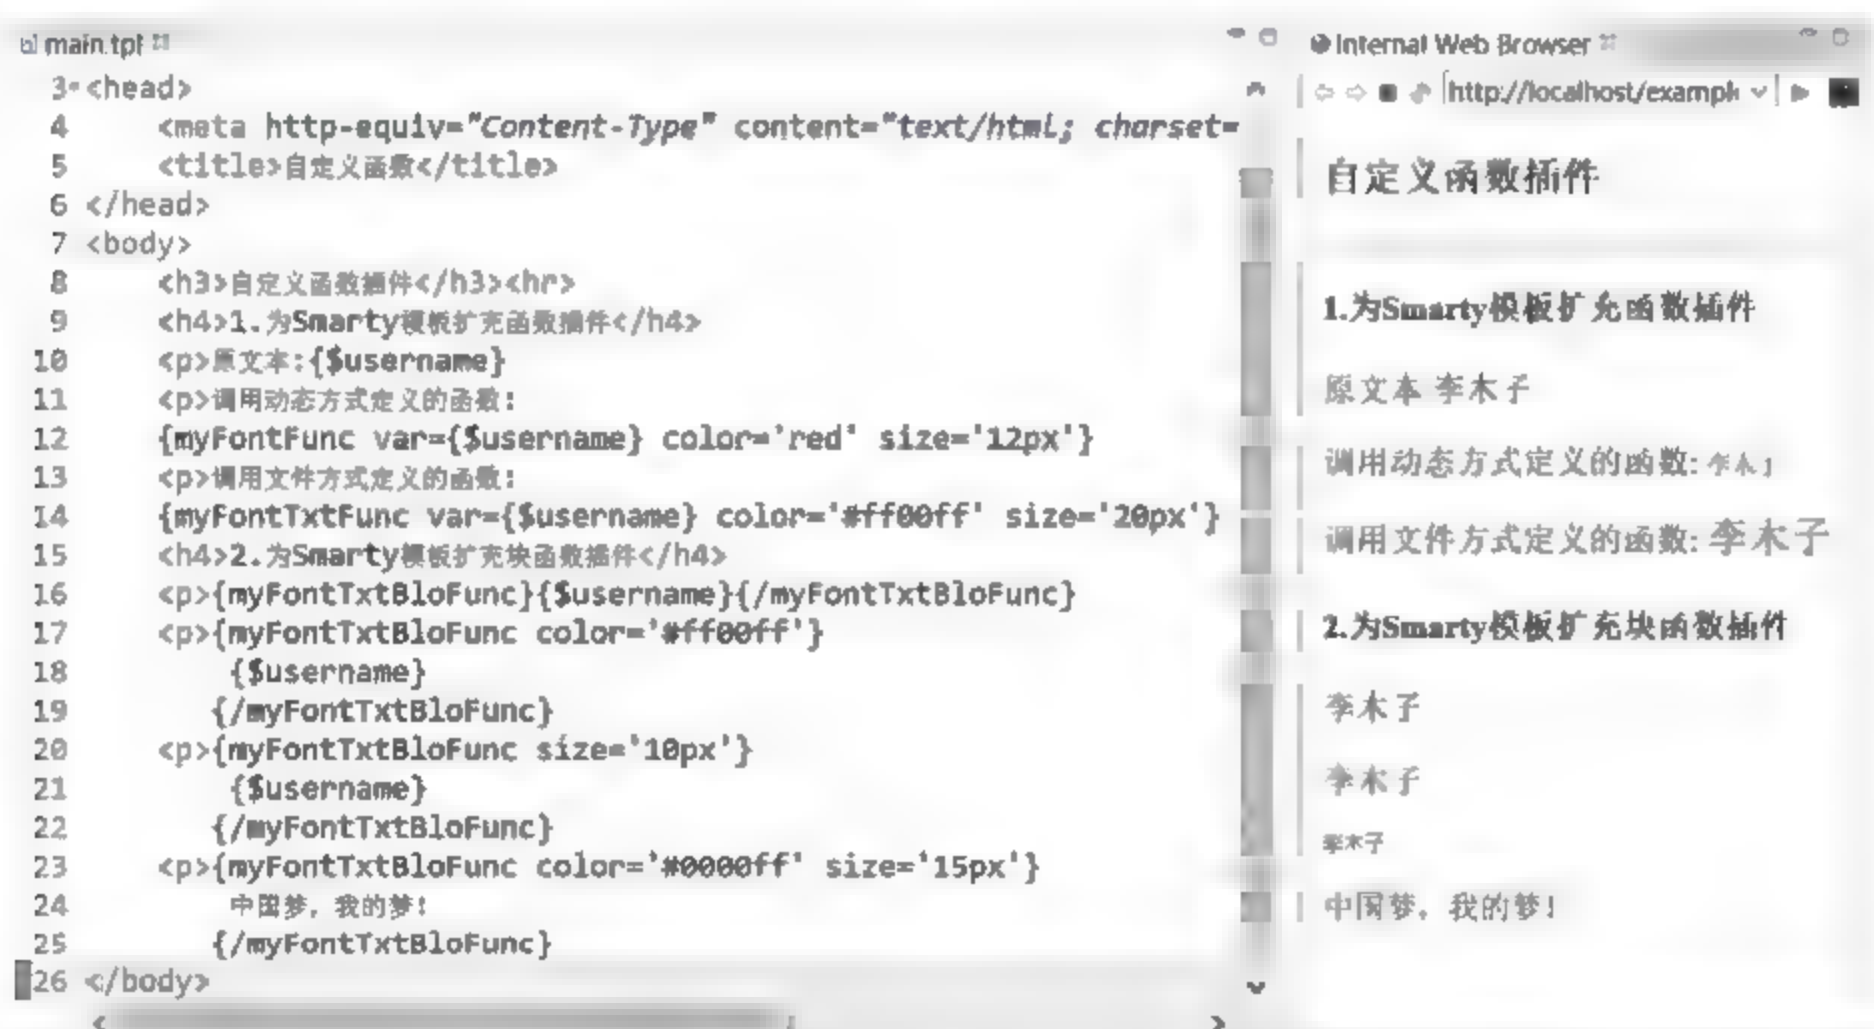 main.tpl
3 <head>
4 <meta http-equiv="Content-Type" content="text/html; charset=
5 <title>自定义函数</title>
6 </head>
7 <body>
8 <h3>自定义函数插件</h3><hr>
9 <h4>1.为Smarty模板扩充函数插件</h4>
10 <p>原文本:{$username}
11 <p>调用动态方式定义的函数:
12 {myFontFunc var={$username} color='red' size='12px'}
13 <p>调用文件方式定义的函数:
14 {myFontTxtFunc var={$username} color='#ff00ff' size='20px'}
15 <h4>2.为Smarty模板扩充块函数插件</h4>
16 <p>{myFontTxtBloFunc}{$username}{/myFontTxtBloFunc}
17 <p>{myFontTxtBloFunc color='#ff00ff'}
18 {$username}
19 {/myFontTxtBloFunc}
20 <p>{myFontTxtBloFunc size='10px'}
21 {$username}
22 {/myFontTxtBloFunc}
23 <p>{myFontTxtBloFunc color='#0000ff' size='15px'}
24 中国梦，我的梦!
25 {/myFontTxtBloFunc}
26 </body>
Internal Web Browser
http://localhost/exampl
自定义函数插件
1.为Smarty模板扩充函数插件
原文本 李木子
调用动态方式定义的函数: 李木子
调用文件方式定义的函数: 李木子
2.为Smarty模板扩充块函数插件
李木子
李木子
李木子
中国梦，我的梦!